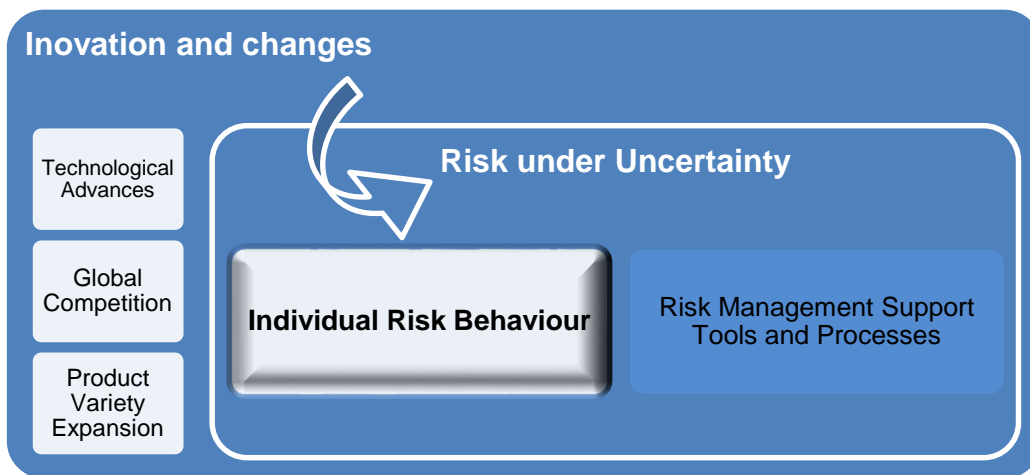 Inovation and changes
Technological
Advances
Global
Competition
Product
Variety
Expansion
Risk under Uncertainty
Individual Risk Behaviour
Risk Management Support
Tools and Processes